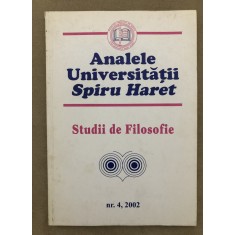 Analele
Universității
Spiru Haret
Studii de Filosofie
nr. 4, 2002